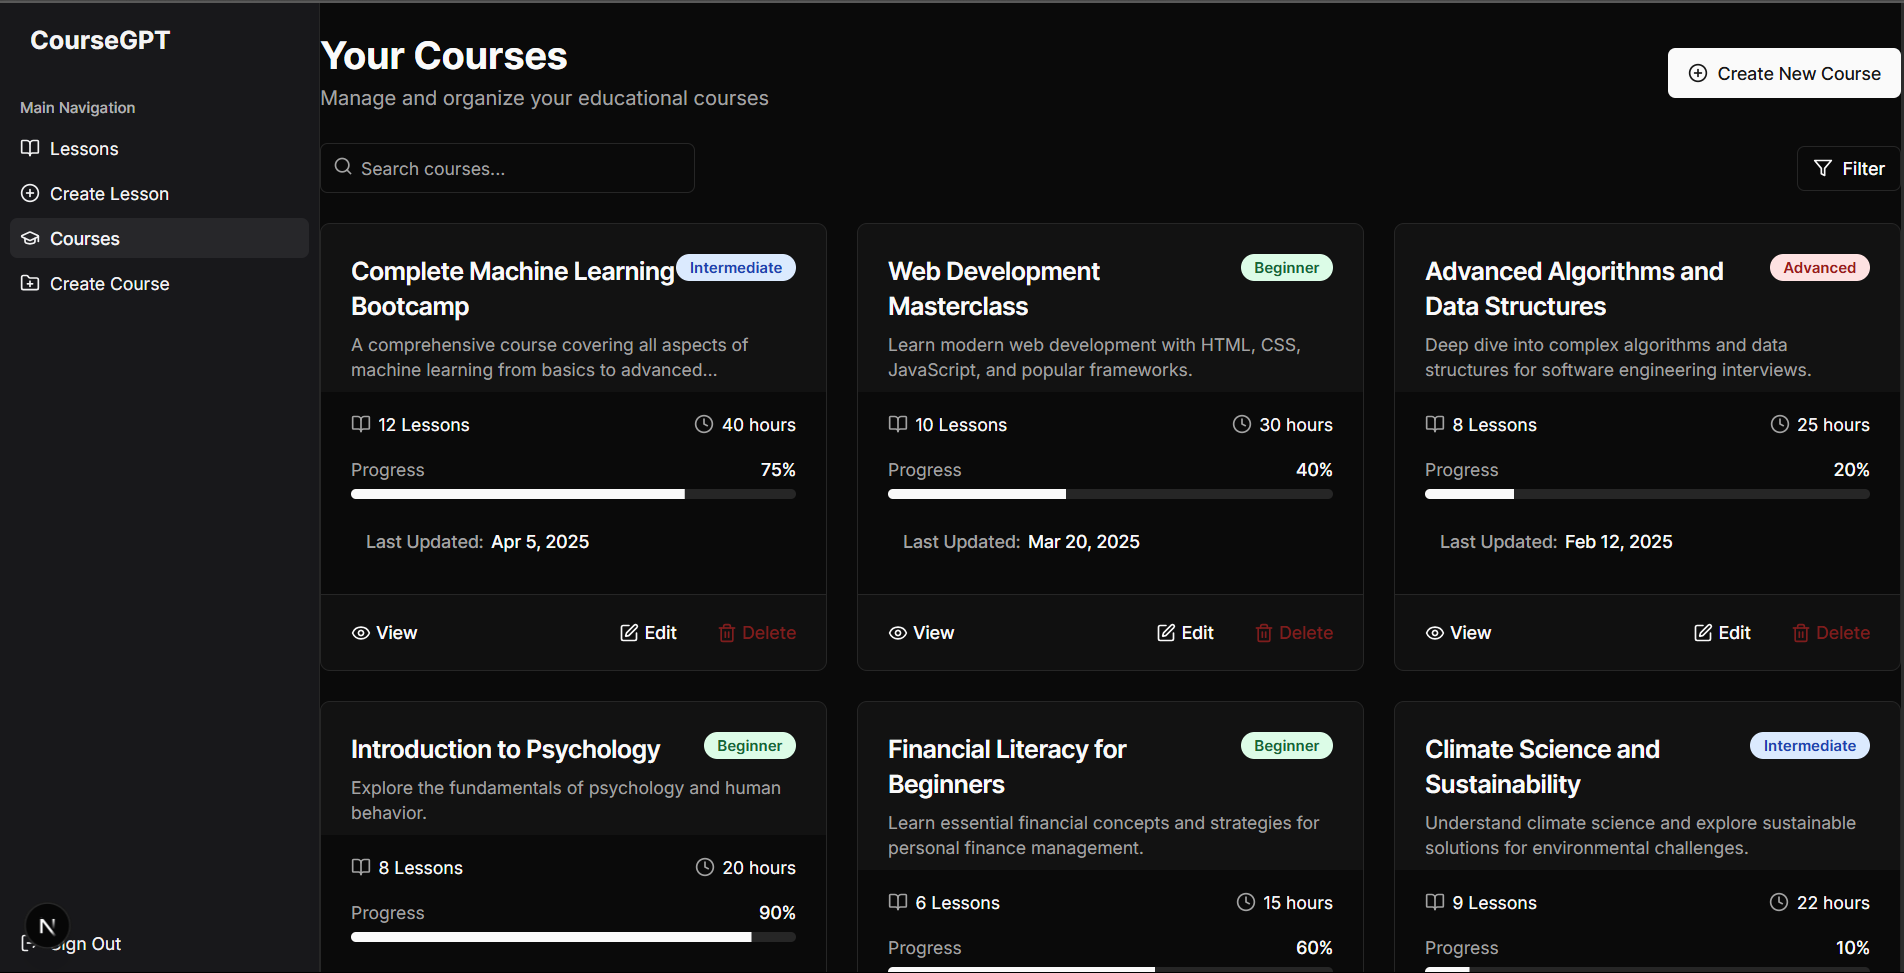 CourseGPT
Main Navigation
Lessons
Create Lesson
Courses
Create Course
N
Sign Out
Your Courses
Manage and organize your educational courses
Create New Course
Search courses...
Filter
Complete Machine Learning
Bootcamp
Intermediate
A comprehensive course covering all aspects of
machine learning from basics to advanced...
12 Lessons
40 hours
Progress
75%
Last Updated: Apr 5, 2025
View
Edit
Delete
Web Development
Masterclass
Beginner
Learn modern web development with HTML, CSS,
JavaScript, and popular frameworks.
10 Lessons
30 hours
Progress
40%
Last Updated: Mar 20, 2025
View
Edit
Delete
Advanced Algorithms and
Data Structures
Advanced
Deep dive into complex algorithms and data
structures for software engineering interviews.
8 Lessons
25 hours
Progress
20%
Last Updated: Feb 12, 2025
View
Edit
Delete
Introduction to Psychology
Beginner
Explore the fundamentals of psychology and human
behavior.
8 Lessons
20 hours
Progress
90%
Financial Literacy for
Beginners
Beginner
Learn essential financial concepts and strategies for
personal finance management.
6 Lessons
15 hours
Progress
60%
Climate Science and
Sustainability
Intermediate
Understand climate science and explore sustainable
solutions for environmental challenges.
9 Lessons
22 hours
Progress
10%